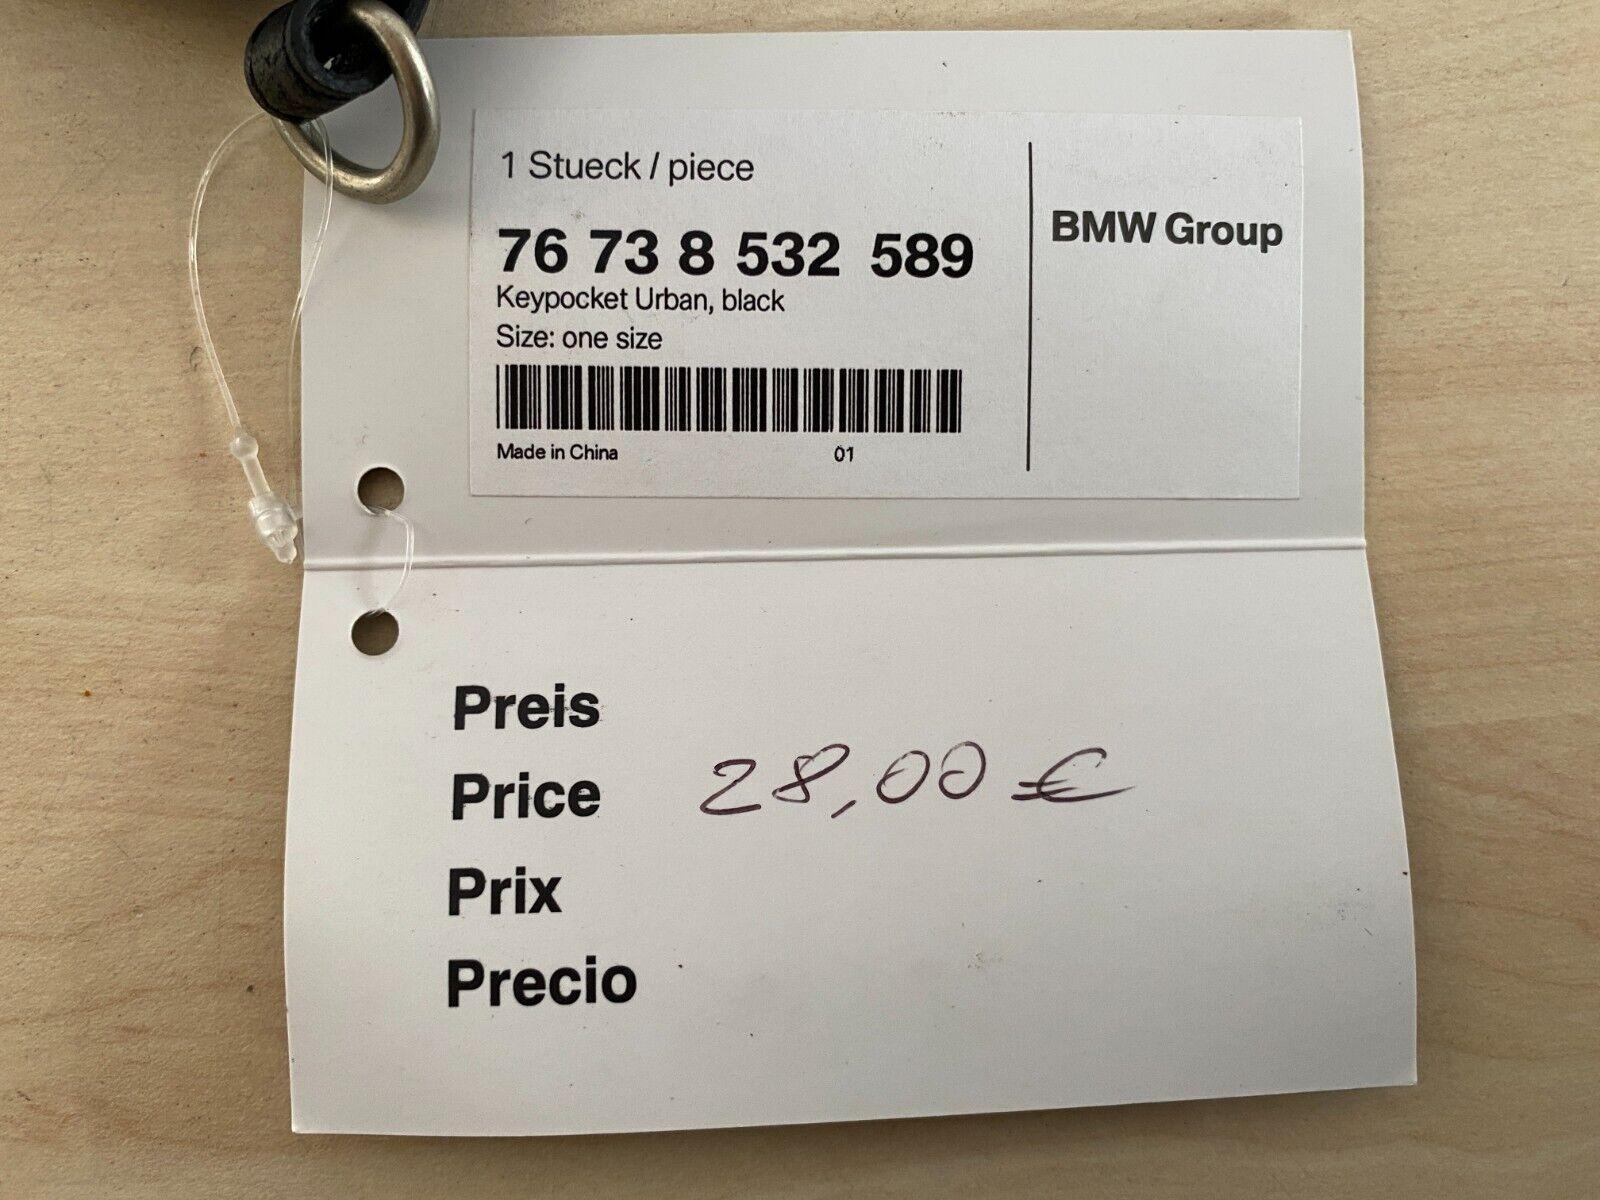 1 Stueck / piece
76 73 8 532 589
Keypocket Urban, black
Size: one size
Made in China 01
BMW Group
Preis
Price 28,00 €
Prix
Precio